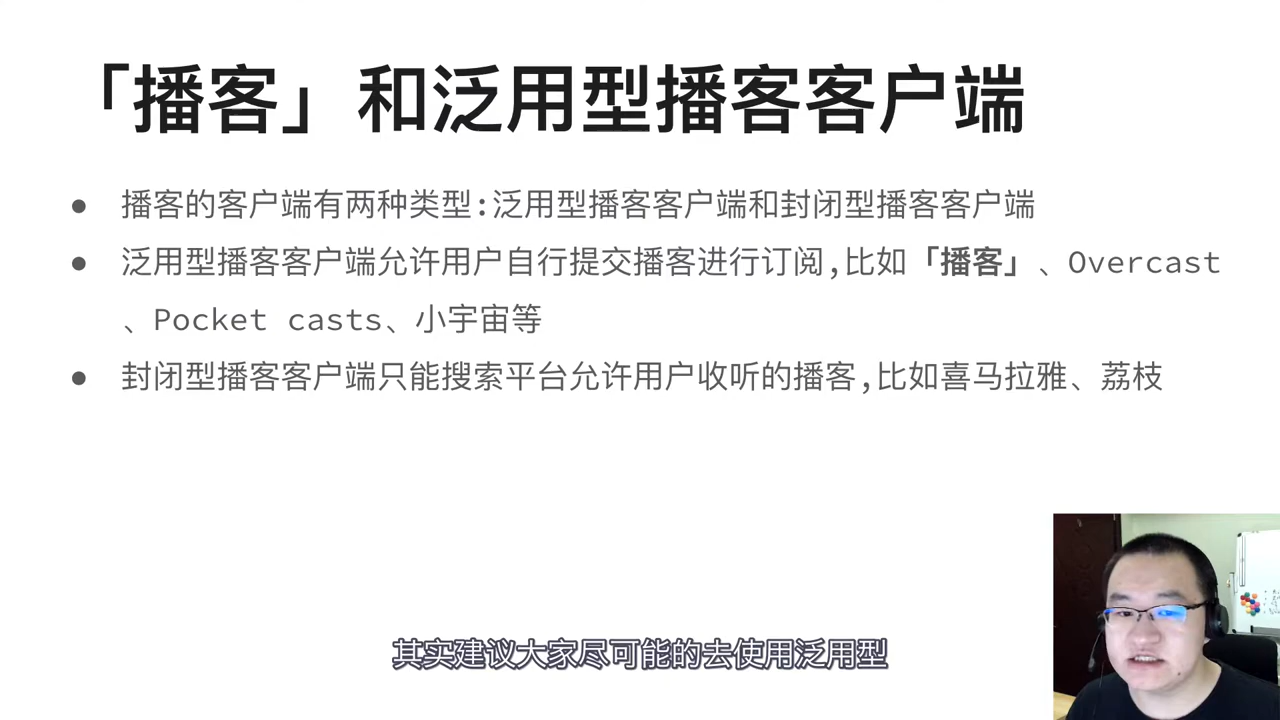 「播客」和泛用型播客客户端
● 播客的客户端有两种类型:泛用型播客客户端和封闭型播客客户端
● 泛用型播客客户端允许用户自行提交播客进行订阅,比如「播客」、Overcast
、Pocket casts、小宇宙等
● 封闭型播客客户端只能搜索平台允许用户收听的播客,比如喜马拉雅、荔枝
其实建议大家尽可能的去使用泛用型